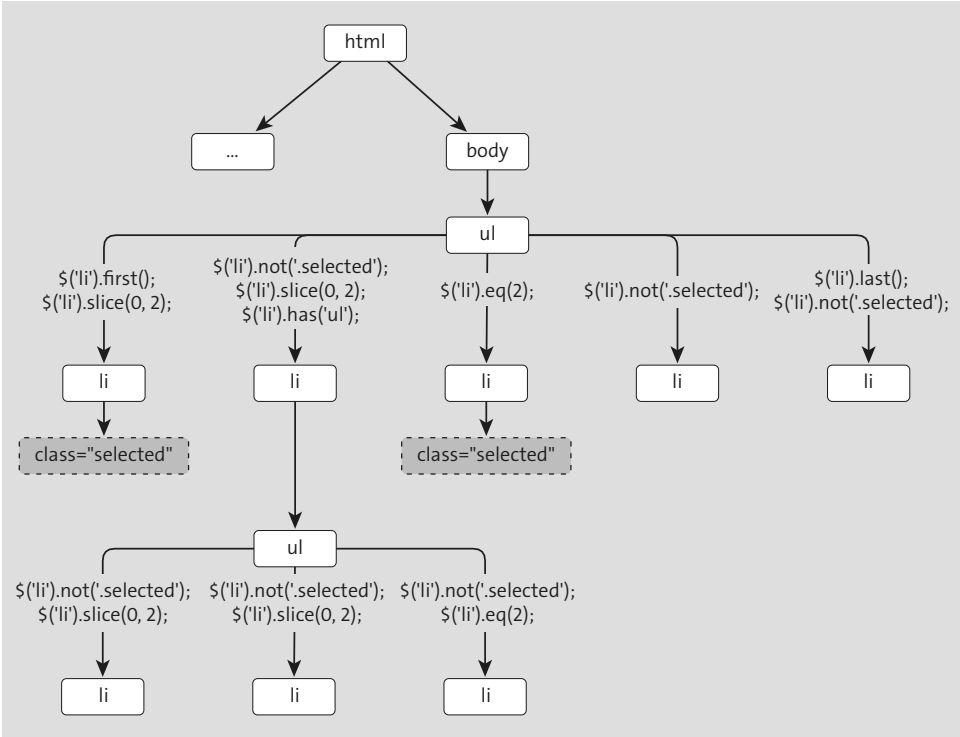 html
...
body
ul
$('li').first();
$('li').slice(0, 2);
$('li').not('.selected');
$('li').slice(0, 2);
$('li').has('ul');
$('li').eq(2);
$('li').not('.selected');
$('li').last();
$('li').not('.selected');
li
li
li
li
li
class="selected"
class="selected"
ul
$('li').not('.selected');
$('li').slice(0, 2);
$('li').not('.selected');
$('li').slice(0, 2);
$('li').not('.selected');
$('li').eq(2);
li
li
li